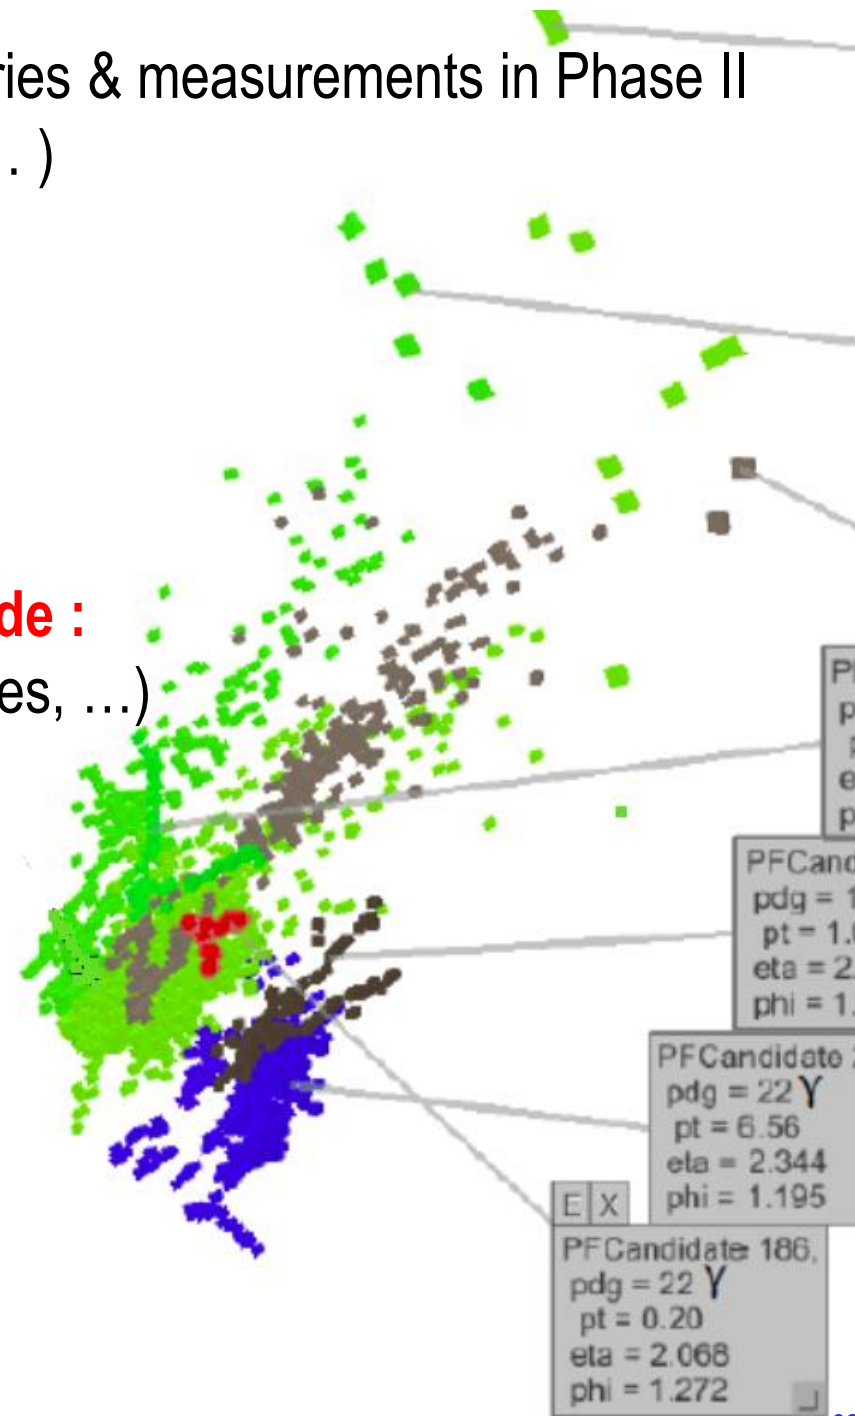 ries & measurements in Phase II
. )
de :
es, …)
P
p
e
p
PFCand
pdg = 1
pt = 1.
eta = 2.
phi = 1.
PFCandidate
pdg = 22 γ
pt = 6.56
eta = 2.344
phi = 1.195
E X
PFCandidate 186,
pdg = 22 γ
pt = 0.20
eta = 2.068
phi = 1.272